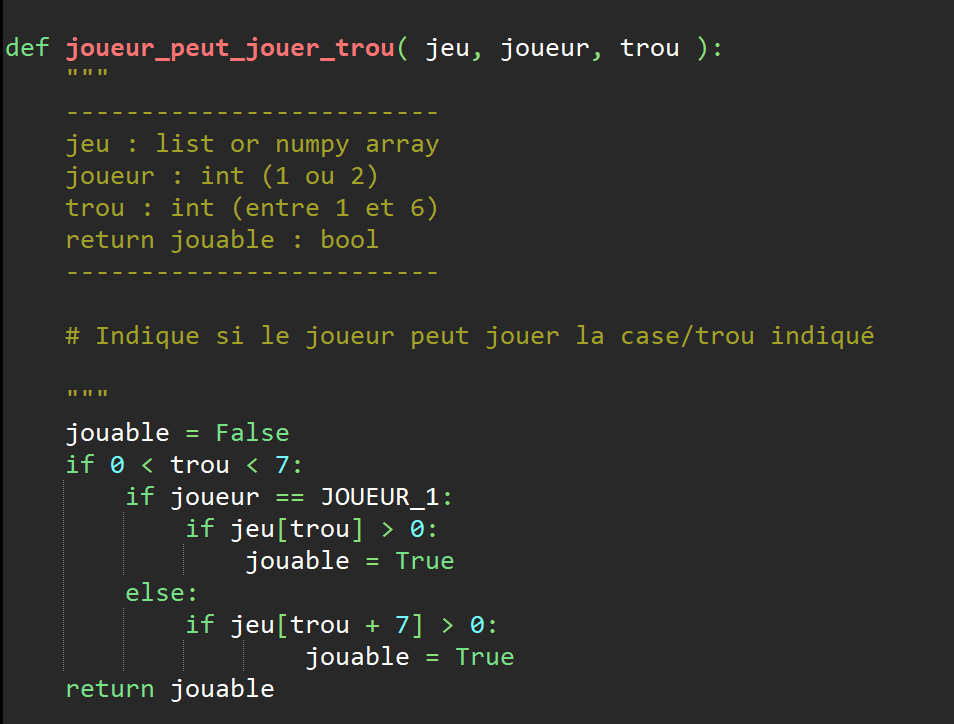 def joueur_peut_jouer_trou( jeu, joueur, trou ):
    """
    -------------------------
    jeu : list or numpy array
    joueur : int (1 ou 2)
    trou : int (entre 1 et 6)
    return jouable : bool
    -------------------------
    # Indique si le joueur peut jouer la case/trou indiqué
    """
    jouable = False
    if 0 < trou < 7:
        if joueur == JOUEUR_1:
            if jeu[trou] > 0:
                jouable = True
        else:
            if jeu[trou + 7] > 0:
                    jouable = True
    return jouable